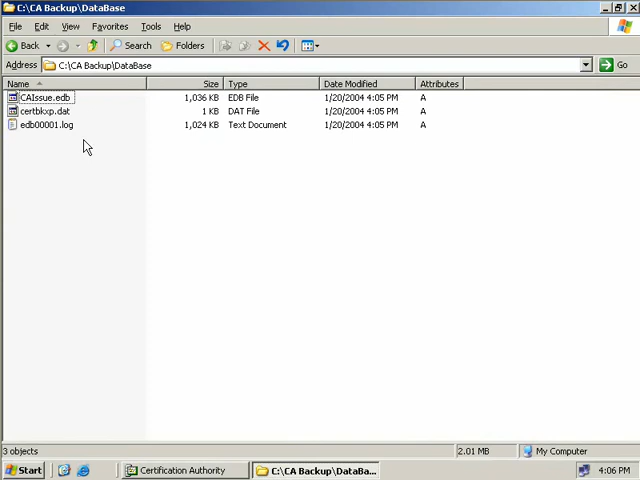 C:\CA Backup\DataBase
File Edit View Favorites Tools Help
Back Search Folders
Address C:\CA Backup\DataBase Go
Name Size Type Date Modified Attributes
CAIssue.edb 1,036 KB EDB File 1/20/2004 4:05 PM A
certbkxp.dat 1 KB DAT File 1/20/2004 4:05 PM A
edb00001.log 1,024 KB Text Document 1/20/2004 4:05 PM A
3 objects 2.01 MB My Computer
Start Certification Authority C:\CA Backup\DataBa... 4:06 PM